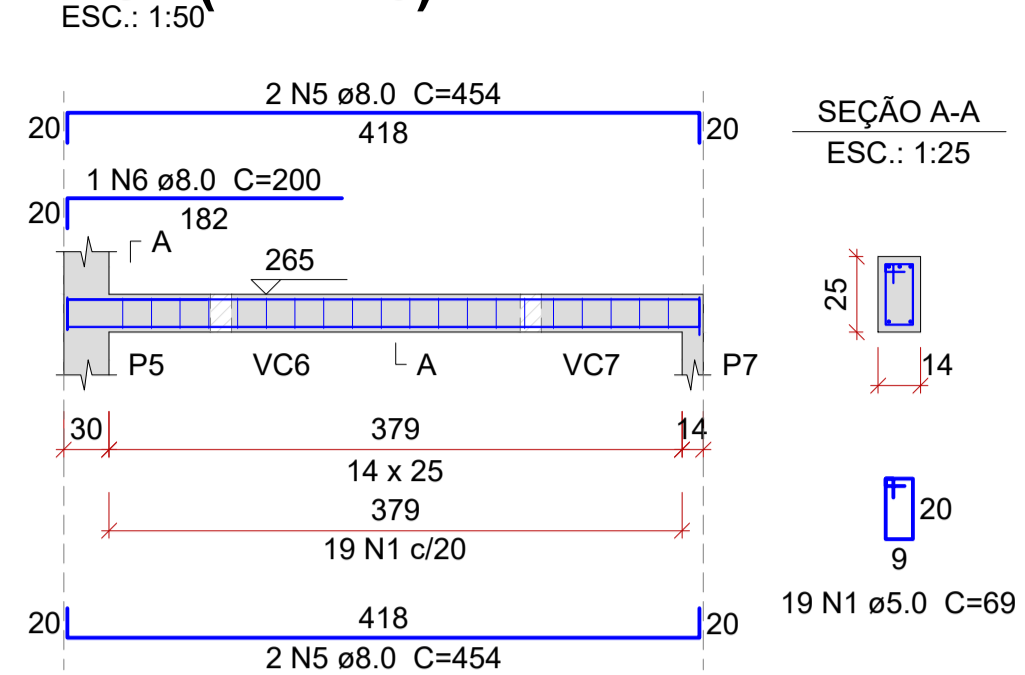 ESC.: 1:50
2 N5 ø8.0 C=454
20
418
20
1 N6 ø8.0 C=200
20
182
A
265
P5
VC6
A
VC7
P7
30
379
14
14 x 25
379
19 N1 c/20
20
418
20
2 N5 ø8.0 C=454
SEÇÃO A-A
ESC.: 1:25
25
14
20
9
19 N1 ø5.0 C=69